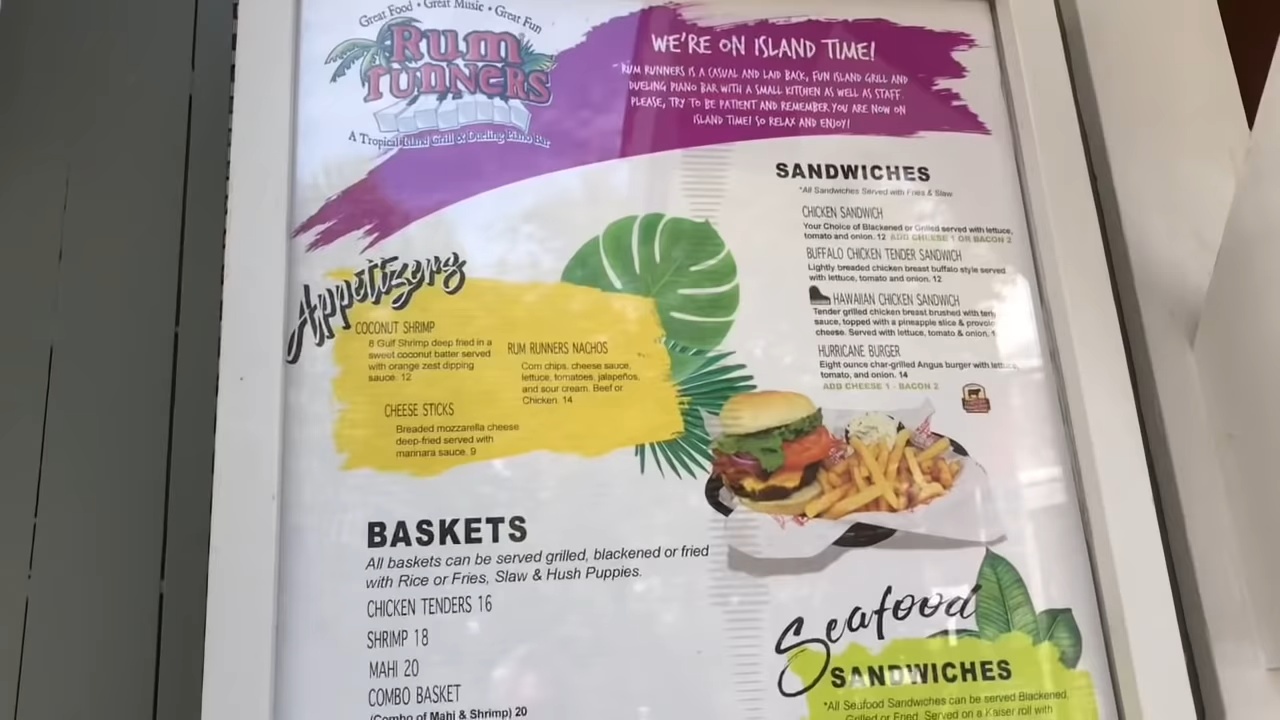 Great Food • Great Music • Great Fun
Rum
runners
A Tropical Island Grill & Dueling Piano Bar
WE'RE ON ISLAND TIME!
RUM RUNNERS IS A CASUAL AND LAID BACK, FUN ISLAND GRILL AND
DUELING PIANO BAR WITH A SMALL KITCHEN AS WELL AS STAFF.
PLEASE, TRY TO BE PATIENT AND REMEMBER YOU ARE NOW ON
ISLAND TIME! SO RELAX AND ENJOY!
Appetizers
COCONUT SHRIMP
8 Gulf Shrimp deep fried in a
sweet coconut batter served
with orange zest dipping
sauce. 12
CHEESE STICKS
Breaded mozzarella cheese
deep-fried served with
marinara sauce. 9
RUM RUNNERS NACHOS
Corn chips, cheese sauce,
lettuce, tomatoes, jalapeños,
and sour cream. Beef or
Chicken. 14
BASKETS
All baskets can be served grilled, blackened or fried
with Rice or Fries, Slaw & Hush Puppies.
CHICKEN TENDERS 16
SHRIMP 18
MAHI 20
COMBO BASKET
(Combo of Mahi & Shrimp) 20
SANDWICHES
*All Sandwiches Served with Fries & Slaw
CHICKEN SANDWICH
Your Choice of Blackened or Grilled served with lettuce,
tomato and onion. 12 ADD CHEESE 1 OR BACON 2
BUFFALO CHICKEN TENDER SANDWICH
Lightly breaded chicken breast buffalo style served
with lettuce, tomato and onion. 12
HAWAIIAN CHICKEN SANDWICH
Tender grilled chicken breast brushed with
sauce, topped with a pineapple slice &
cheese. Served with lettuce, tomato & onion.
HURRICANE BURGER
Eight ounce char-grilled Angus burger with lettuce,
tomato, and onion. 14
ADD CHEESE 1 - BACON 2
Seafood
SANDWICHES
*All Seafood Sandwiches can be served Blackened,
Grilled or Fried. Served on a Kaiser roll with